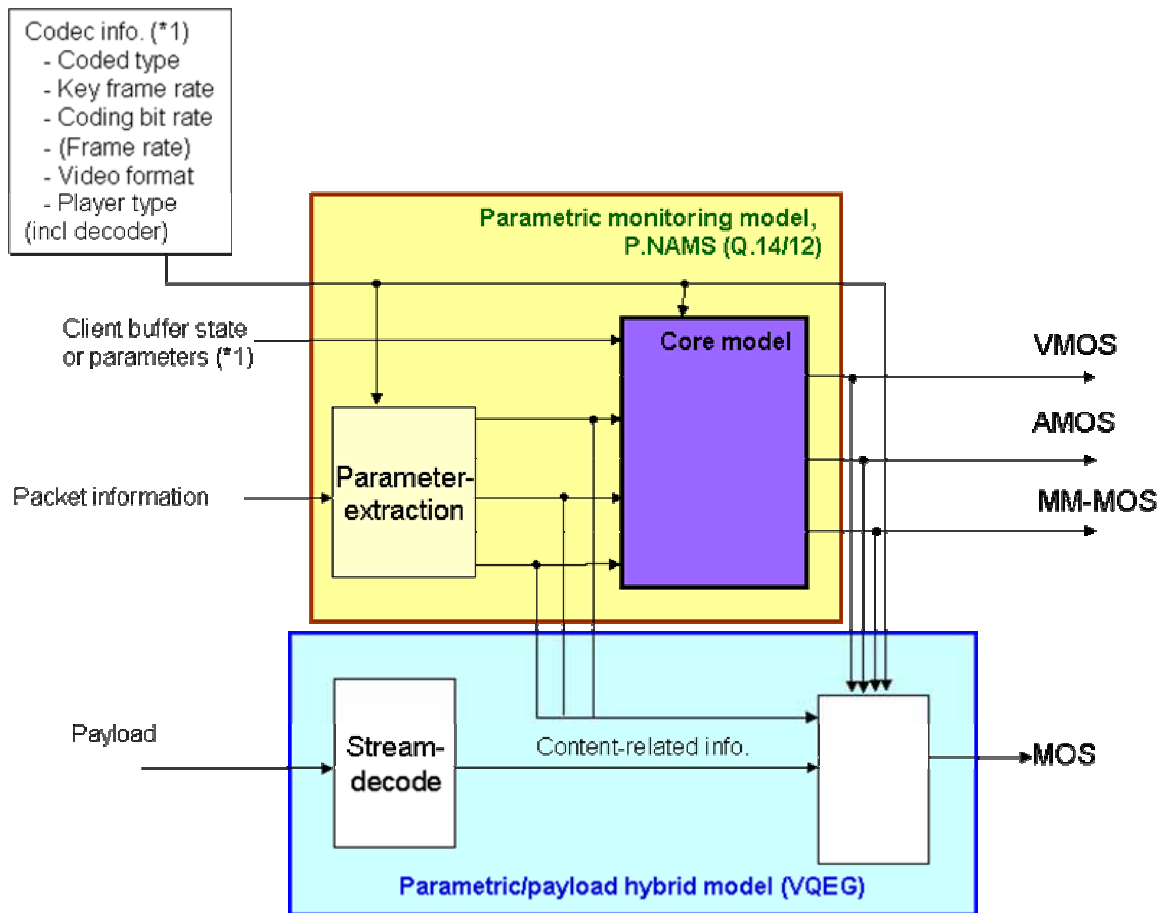 Codec info. (*1)
- Coded type
- Key frame rate
- Coding bit rate
- (Frame rate)
- Video format
- Player type
(incl decoder)
Parametric monitoring model,
P.NAMS (Q.14/12)
Client buffer state
or parameters (*1)
Core model
VMOS
AMOS
MM-MOS
Parameter-
extraction
Packet information
Payload
Stream-
decode
Content-related info.
MOS
Parametric/payload hybrid model (VQEG)